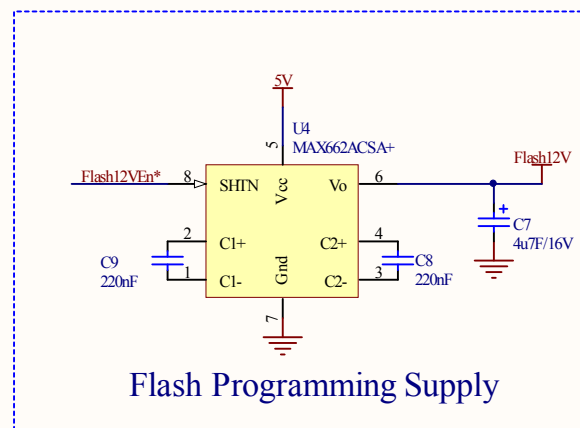 5V
U4
MAX662ACSA+
5
Flash12V
Flash12VEn*
8
SHTN
Vcc
Vo
6
2
C1+
C2+
4
C7
4u7F/16V
C9
220nF
C8
220nF
1
C1-
Gnd
C2-
3
7
Flash Programming Supply